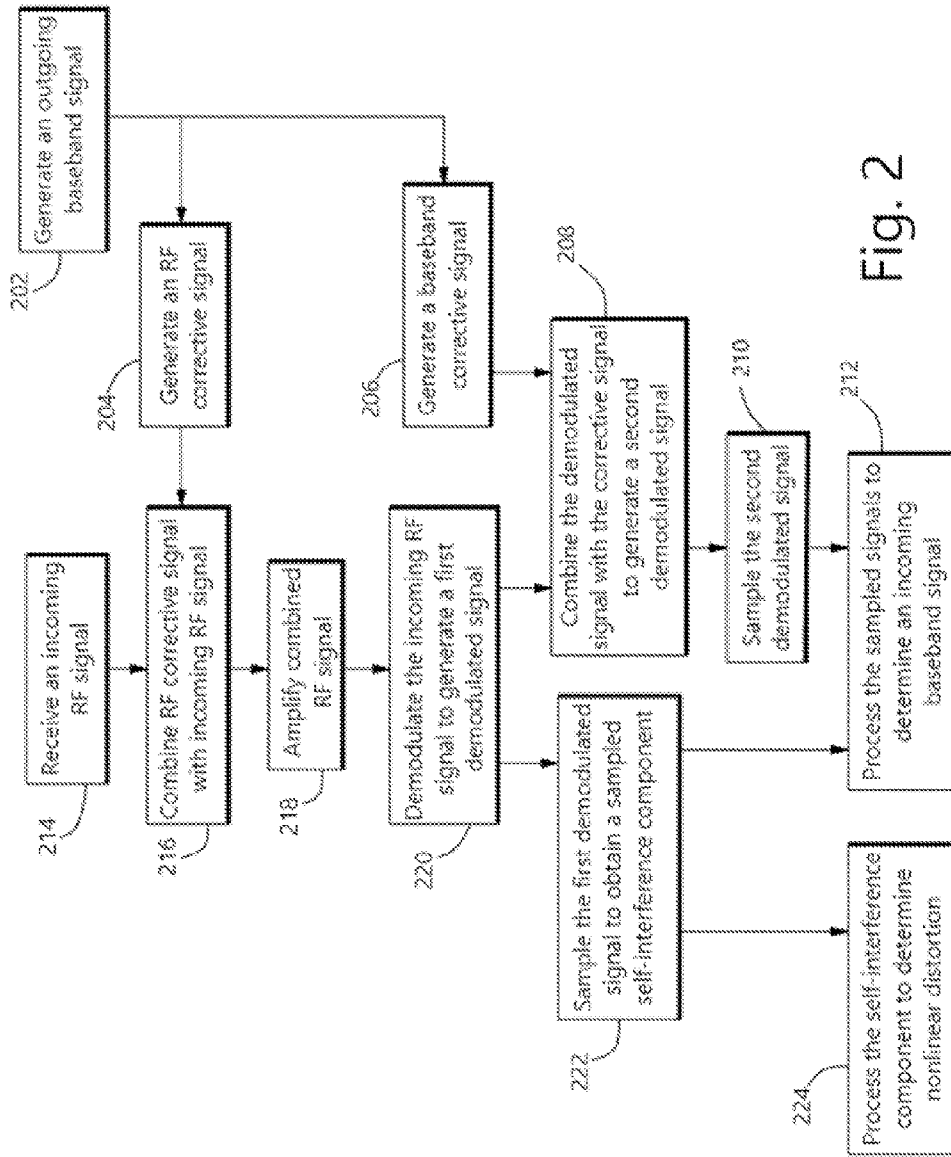 202
Generate an outgoing
baseband signal
204
Generate an RF
corrective signal
206
Generate a baseband
corrective signal
214
Receive an incoming
RF signal
216
Combine RF corrective signal
with incoming RF signal
218
Amplify combined
RF signal
220
Demodulate the incoming RF
signal to generate a first
demodulated signal
208
Combine the demodulated
signal with the corrective signal
to generate a second
demodulated signal
210
Sample the second
demodulated signal
222
Sample the first demodulated
signal to obtain a sampled
self-interference component
212
Process the sampled signals to
determine an incoming
baseband signal
224
Process the self-interference
component to determine
nonlinear distortion
Fig. 2